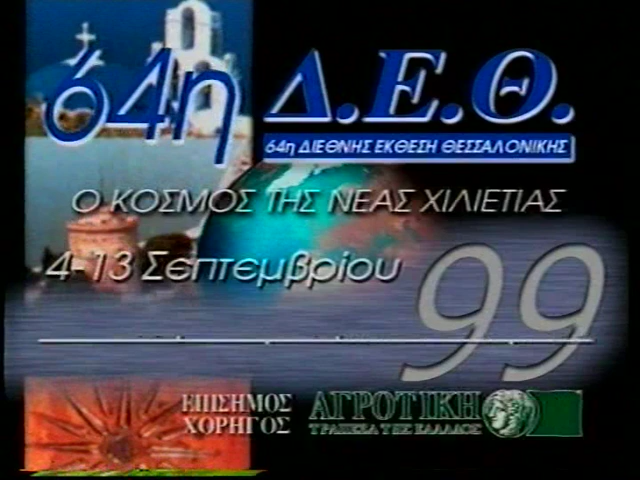 64η Δ.Ε.Θ.
64η ΔΙΕΘΝΗΣ ΕΚΘΕΣΗ ΘΕΣΣΑΛΟΝΙΚΗΣ
Ο ΚΟΣΜΟΣ ΤΗΣ ΝΕΑΣ ΧΙΛΙΕΤΙΑΣ
4-13 Σεπτεμβρίου
99
ΕΠΙΣΗΜΟΣ
ΧΟΡΗΓΟΣ
ΑΓΡΟΤΙΚΗ
ΤΡΑΠΕΖΑ ΤΗΣ ΕΛΛΑΔΟΣ